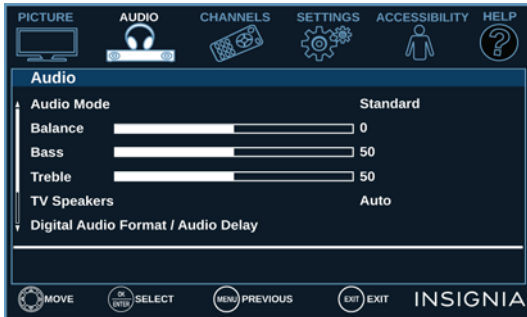 PICTURE AUDIO CHANNELS SETTINGS ACCESSIBILITY HELP
?
Audio
Audio Mode Standard
Balance 0
Bass 50
Treble 50
TV Speakers Auto
Digital Audio Format / Audio Delay
MOVE OK ENTER SELECT MENU PREVIOUS EXIT EXIT INSIGNIA